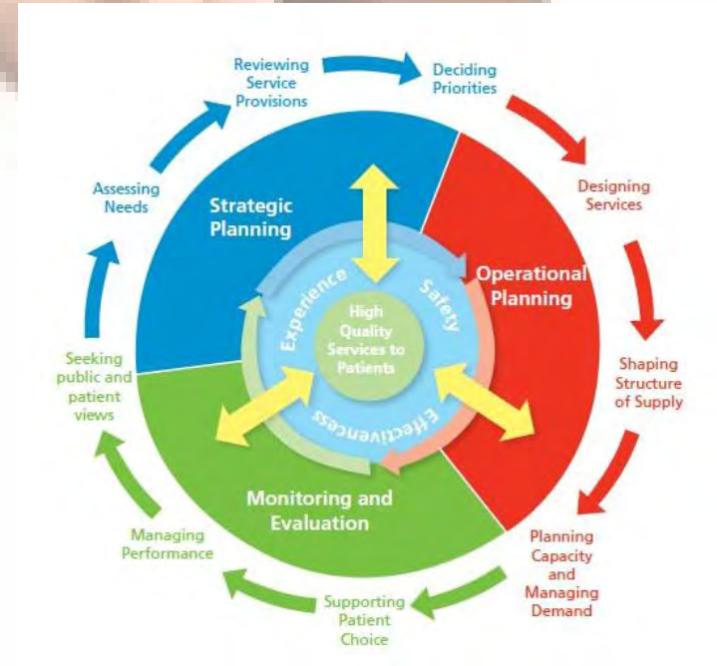 Reviewing
Service
Provisions
Deciding
Priorities
Assessing
Needs
Designing
Services
Strategic
Planning
Operational
Planning
Experience
Safety
Effectiveness
High
Quality
Services to
Patients
Seeking
public and
patient
views
Shaping
Structure
of Supply
Monitoring and
Evaluation
Managing
Performance
Planning
Capacity
and
Managing
Demand
Supporting
Patient
Choice